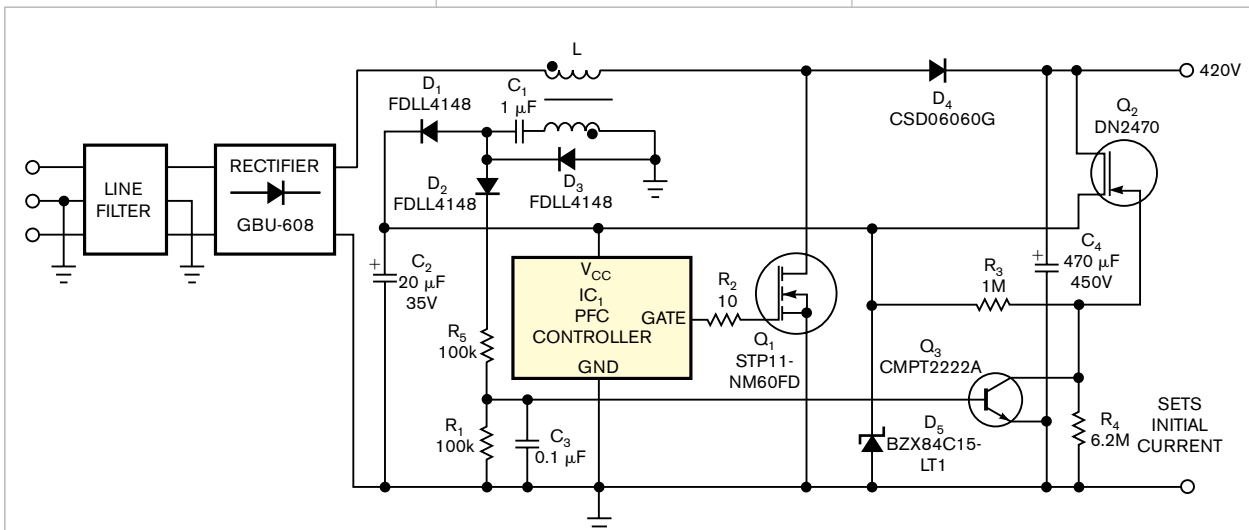 L
420V
D1
FDLL4148
C1
1 µF
D4
CSD06060G
Q2
DN2470
LINE
FILTER
RECTIFIER
GBU-608
D2
FDLL4148
D3
FDLL4148
C2
20 µF
35V
+
VCC
IC1
PFC
CONTROLLER
GATE
GND
R2
10
Q1
STP11-
NM60FD
R3
1M
+
C4
470 µF
450V
R5
100k
Q3
CMPT2222A
R1
100k
C3
0.1 µF
D5
BZX84C15-
LT1
R4
6.2M
SETS
INITIAL
CURRENT